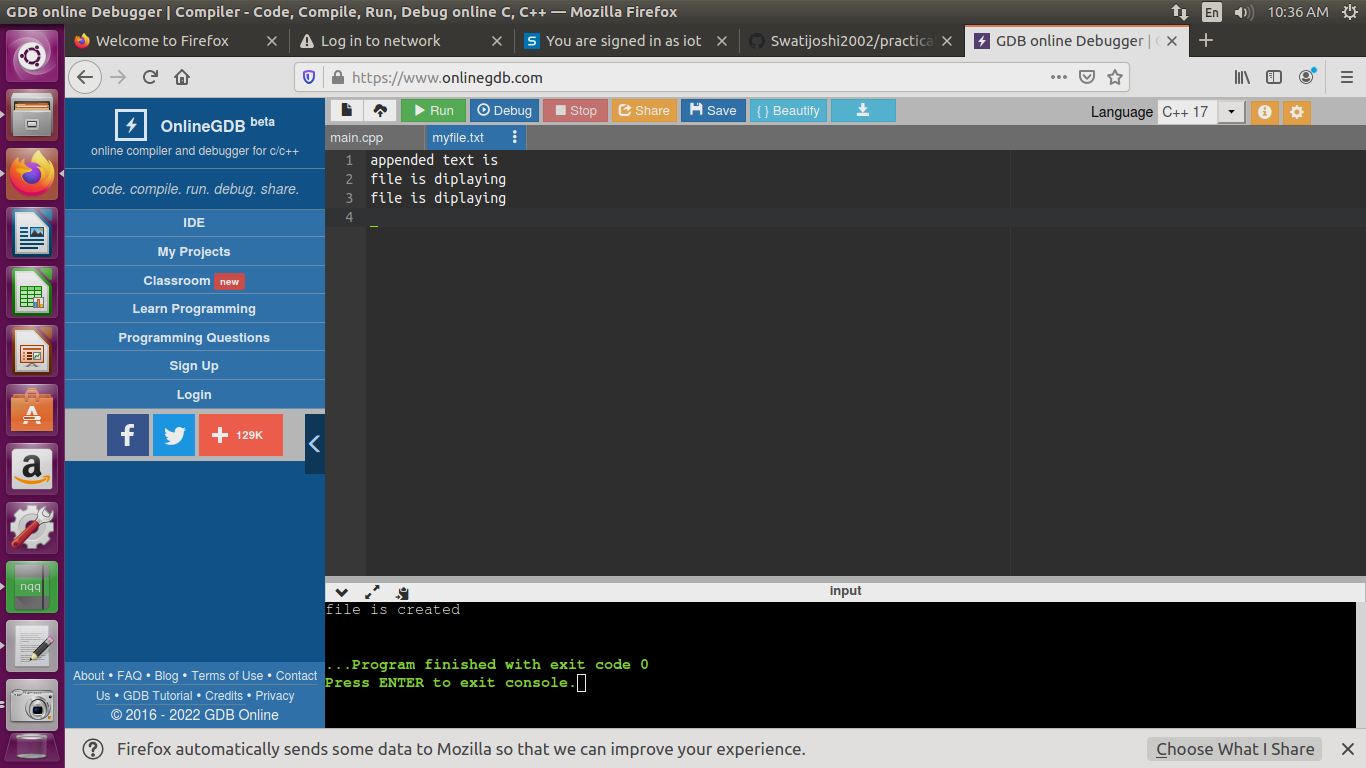 GDB online Debugger | Compiler - Code, Compile, Run, Debug online C, C++ — Mozilla Firefox
En
10:36 AM
Welcome to Firefox
Log in to network
S
You are signed in as iot
Swatijoshi2002/practica
GDB online Debugger |
https://www.onlinegdb.com
Run
Debug
Stop
Share
Save
{ } Beautify
Language
C++ 17
OnlineGDB beta
online compiler and debugger for c/c++
code. compile. run. debug. share.
IDE
My Projects
Classroom new
Learn Programming
Programming Questions
Sign Up
Login
129K
main.cpp
myfile.txt
1 appended text is
2 file is diplaying
3 file is diplaying
4
input
file is created
...Program finished with exit code 0
Press ENTER to exit console.
a
nqq
About • FAQ • Blog • Terms of Use • Contact
Us • GDB Tutorial • Credits • Privacy
© 2016 - 2022 GDB Online
Firefox automatically sends some data to Mozilla so that we can improve your experience.
Choose What I Share